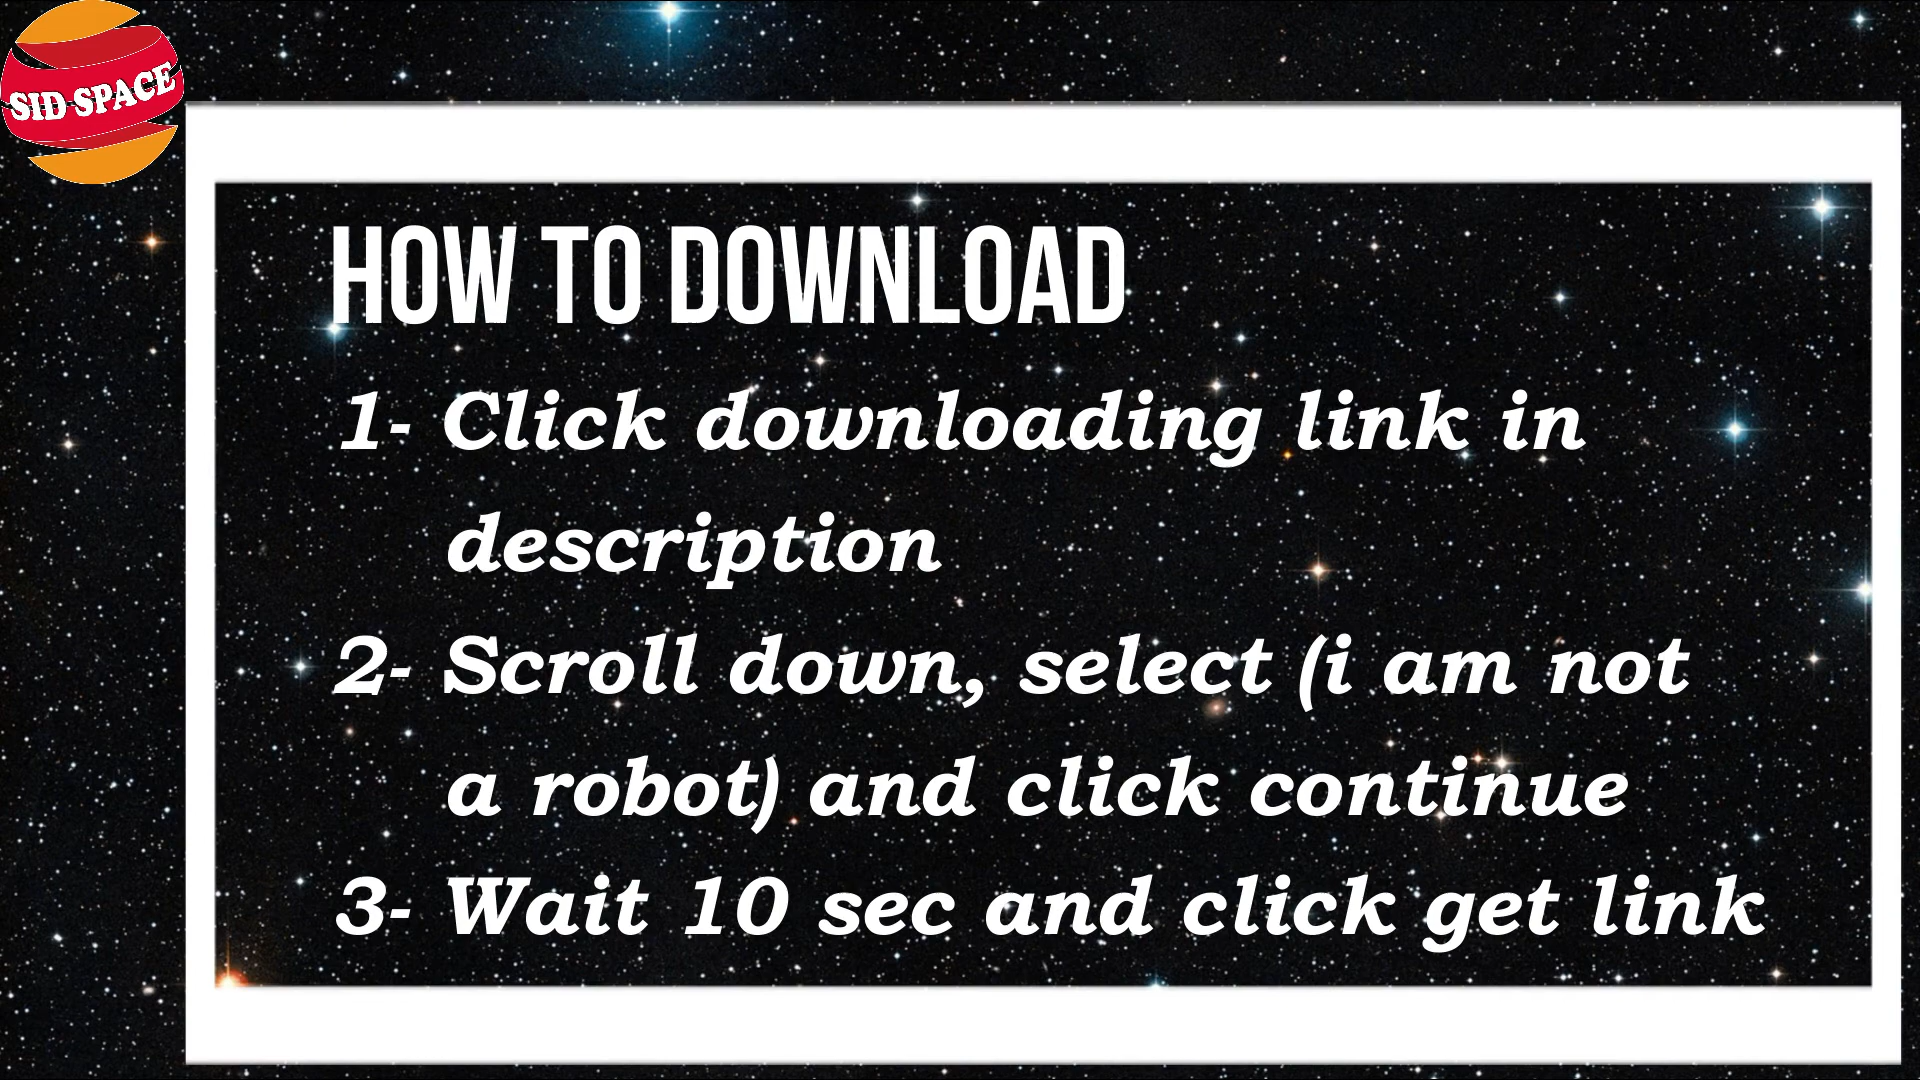 SID SPACE
HOW TO DOWNLOAD
1- Click downloading link in
description
2- Scroll down, select (i am not
a robot) and click continue
3- Wait 10 sec and click get link